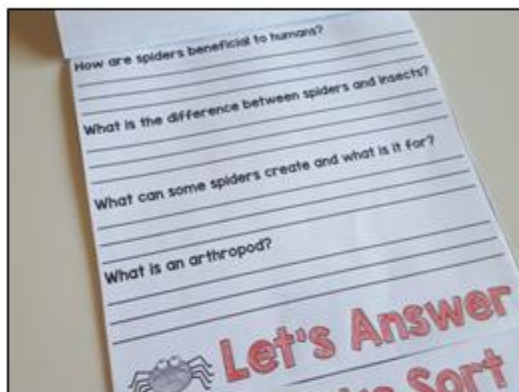 How are spiders beneficial to humans?
What is the difference between spiders and insects?
What can some spiders create and what is it for?
What is an arthropod?
Let's Answer
Sort